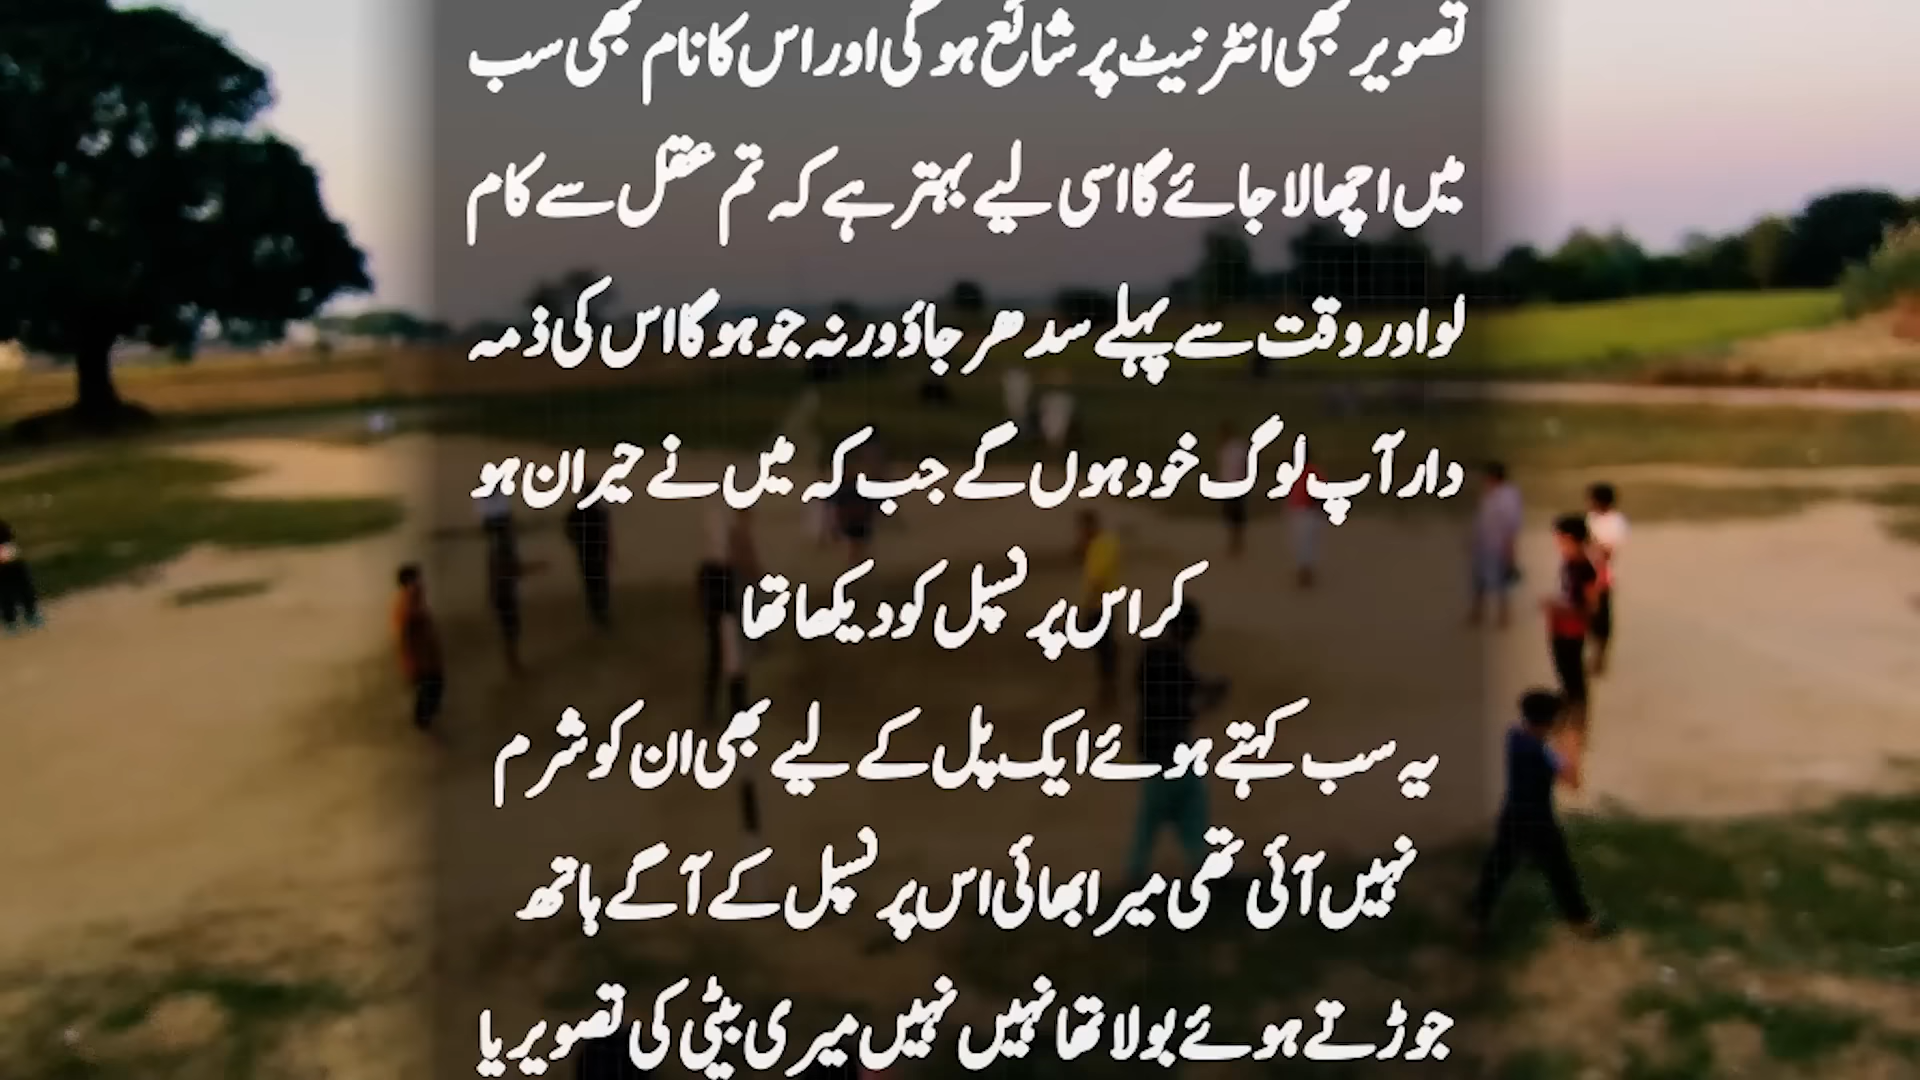 تصویر بھی انٹرنیٹ پر شائع ہوگی اور اس کا نام بھی سب
میں اچھالا جائے گا اسی لیے بہتر ہے کہ تم عقل سے کام
لو اور وقت سے پہلے سدھر جاؤ ورنہ جو ہوگا اس کی ذمہ
دار آپ لوگ خود ہوں گے جب کہ میں نے حیران ہو
کر اس پرنسپل کو دیکھا تھا
یہ سب کہتے ہوئے ایک پل کے لیے بھی ان کو شرم
نہیں آئی تھی میرا بھائی اس پرنسپل کے آگے ہاتھ
جوڑتے ہوئے بولا تھا نہیں نہیں میری بیٹی کی تصویر یا